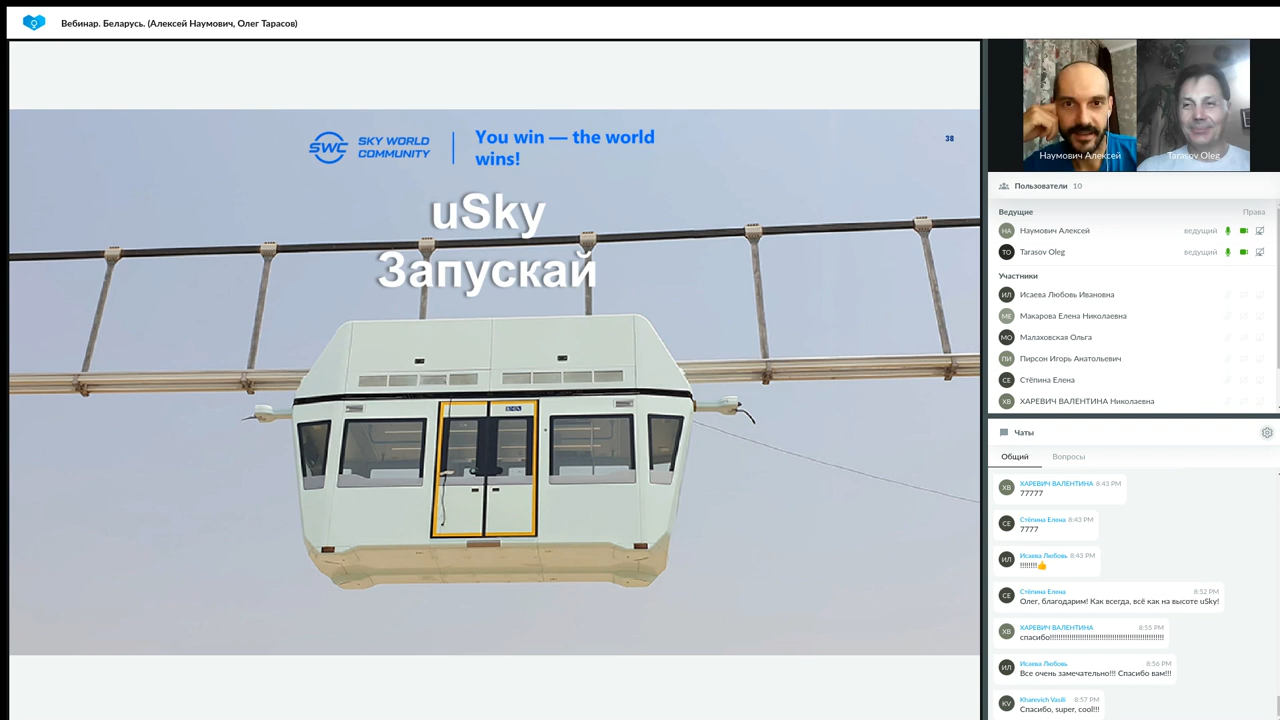 Вебинар. Беларусь. (Алексей Наумович, Олег Тарасов)
SWC
SKY WORLD
COMMUNITY
You win — the world
wins!
38
uSky
Запускай
Наумович Алексей
Tarasov Oleg
Пользователи 10
Ведущие
Права
НА
Наумович Алексей
ведущий
TO
Tarasov Oleg
ведущий
Участники
ИЛ
Исаева Любовь Ивановна
МЕ
Макарова Елена Николаевна
МО
Малаховская Ольга
ПИ
Пирсон Игорь Анатольевич
СЕ
Стёпина Елена
ХВ
ХАРЕВИЧ ВАЛЕНТИНА Николаевна
Чаты
Общий
Вопросы
ХВ
ХАРЕВИЧ ВАЛЕНТИНА 8:43 PM
77777
СЕ
Стёпина Елена 8:43 PM
7777
ИЛ
Исаева Любовь 8:43 PM
!!!!!!!!👍
СЕ
Стёпина Елена 8:52 PM
Олег, благодарим! Как всегда, всё как на высоте uSky!
ХВ
ХАРЕВИЧ ВАЛЕНТИНА 8:55 PM
спасибо!!!!!!!!!!!!!!!!!!!!!!!!!!!!!!!!!!!!!!!!!!!!!!
ИЛ
Исаева Любовь 8:56 PM
Все очень замечательно!!! Спасибо вам!!!
KV
Kharevich Vasili 8:57 PM
Спасибо, super, cool!!!